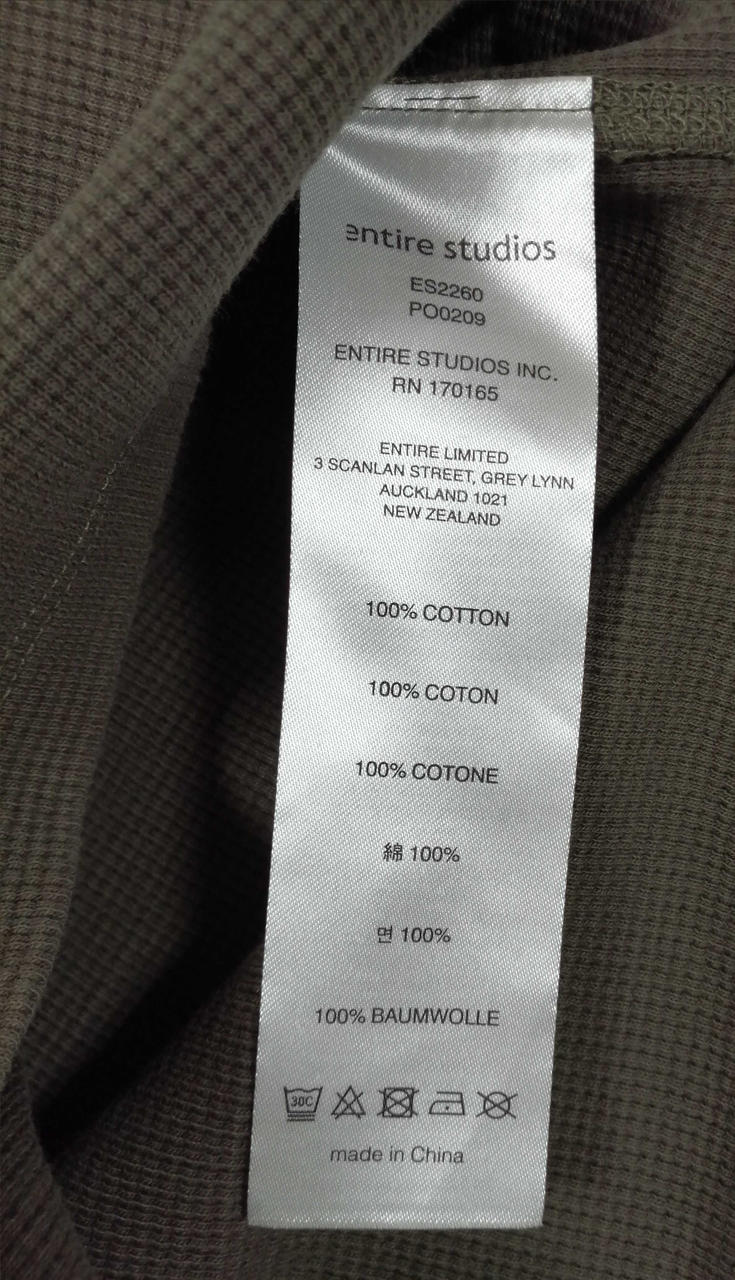 entire studios
ES2260
PO0209
ENTIRE STUDIOS INC.
RN 170165
ENTIRE LIMITED
3 SCANLAN STREET, GREY LYNN
AUCKLAND 1021
NEW ZEALAND
100% COTTON
100% COTON
100% COTONE
綿 100%
면 100%
100% BAUMWOLLE
30C
made in China